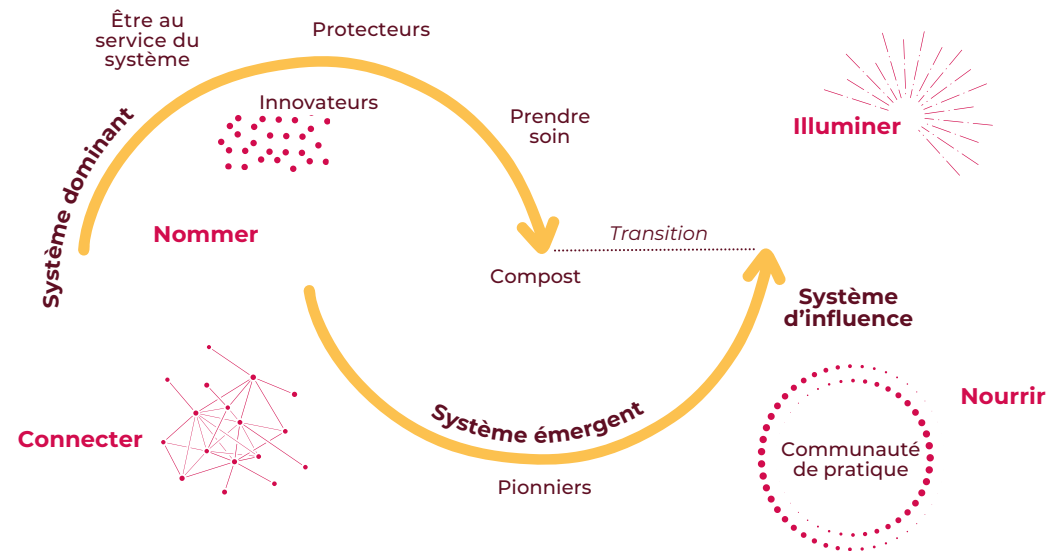 Être au
service du
système
Protecteurs
Innovateurs
Prendre
soin
Illuminer
Système dominant
Nommer
Transition
Compost
Système
d’influence
Nourrir
Connecter
Système émergent
Communauté
de pratique
Pionniers